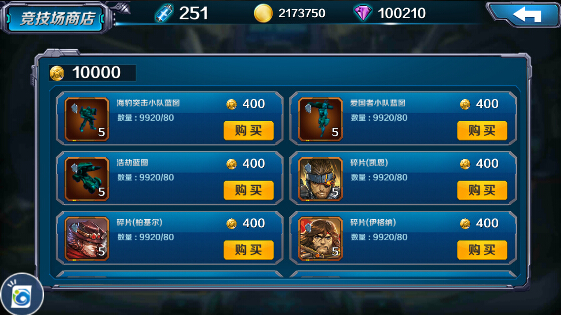 竞技场商店
251
2173750
100210
10000
海豹突击小队蓝图
400
5
数量：9920/80
购买
爱国者小队蓝图
400
5
数量：9920/80
购买
浩劫蓝图
400
5
数量：9920/80
购买
碎片(凯恩)
400
5
数量：9920/80
购买
碎片(帕基尔)
400
5
数量：9920/80
购买
碎片(伊格纳)
400
5
数量：9920/80
购买